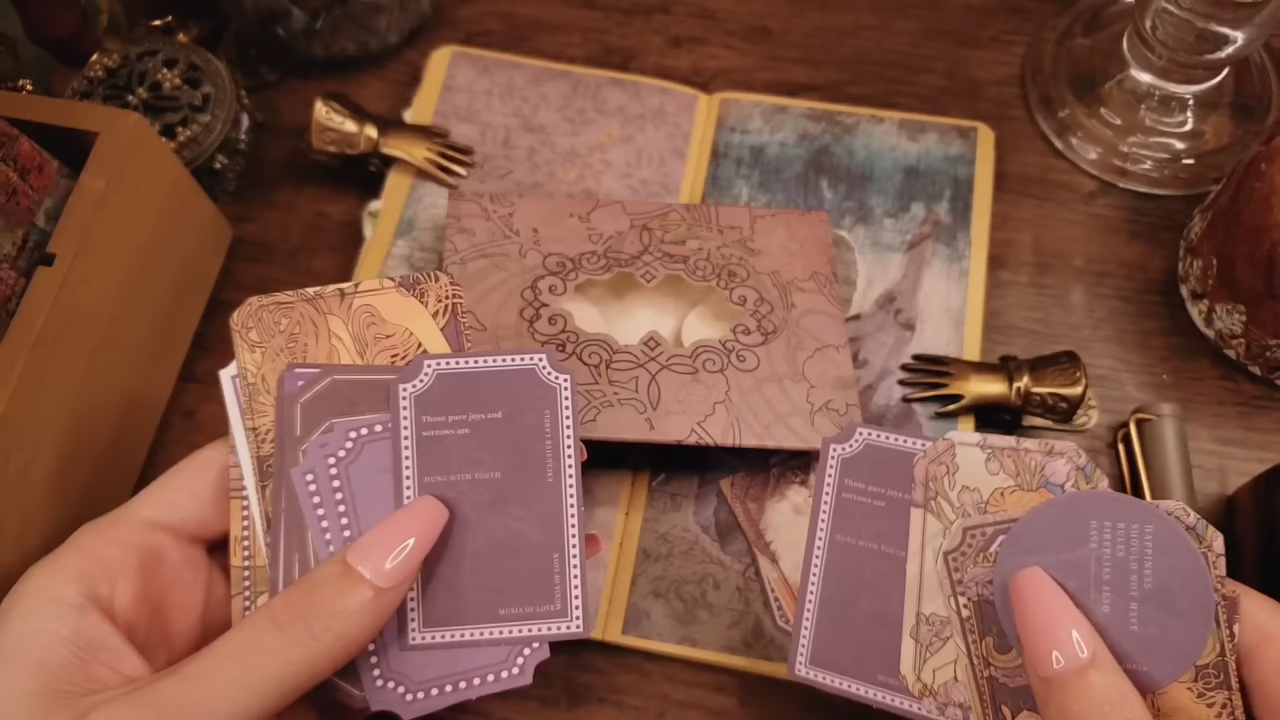 Those pure joys and
sorrows are
HUNG WITH YOUTH
EXCLUSIVE LABELS
MUXIA OF LOVE
MUXIA OF LOVE
Those pure joys
sorrows are
HUNG WITH YOUTH
HAPPINESS
SHOULD NOT HAVE
RULES
FIREFLIES ALSO
HAVE